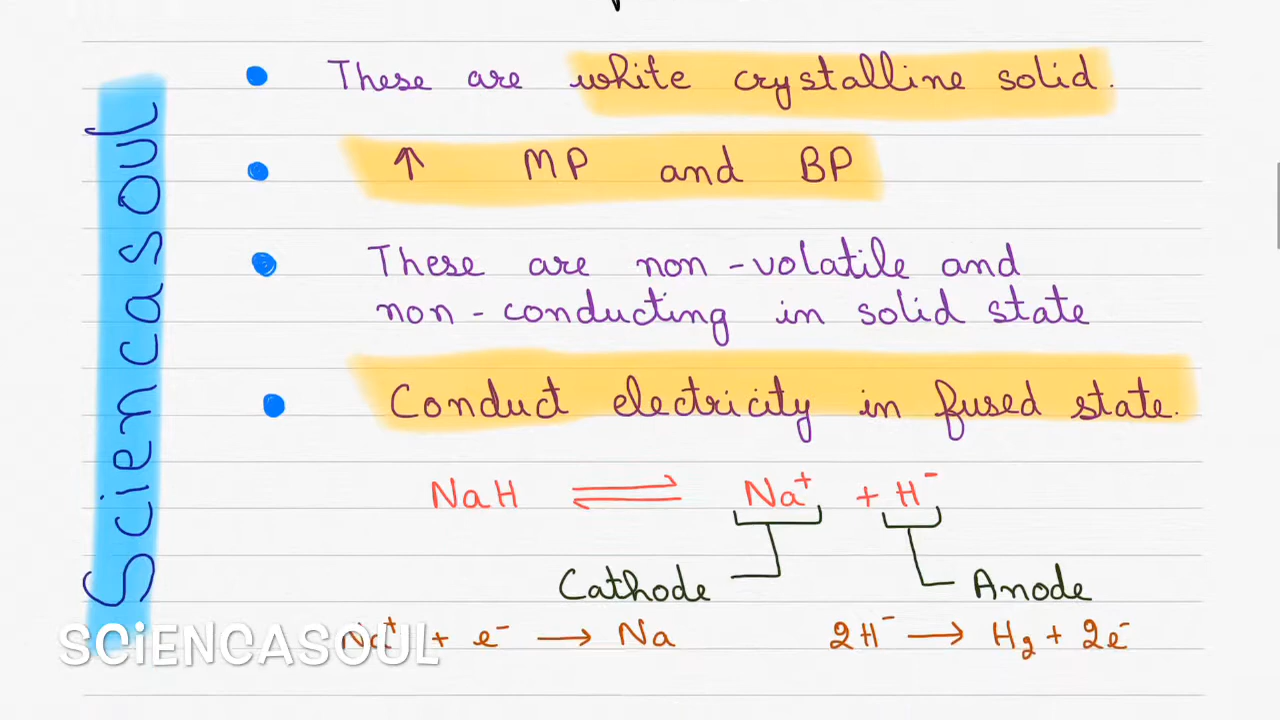 These are white crystalline solid.
↑ MP and BP
These are non-volatile and
non-conducting in solid state
Conduct electricity in fused state.
NaH ⇌ Na⁺ + H⁻
Cathode Anode
Na⁺ + e⁻ → Na 2H⁻ → H₂ + 2e⁻
Sciencasoul
SCiENCASOUL